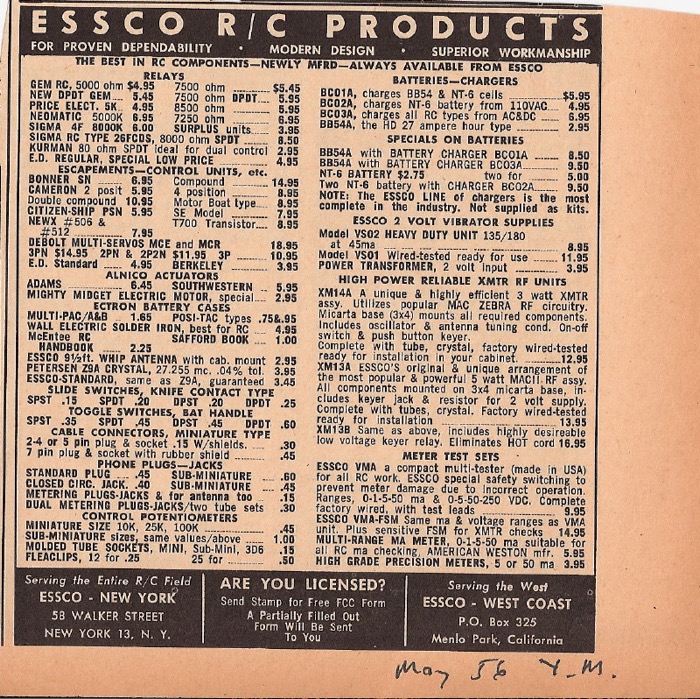 ESSCO R/C PRODUCTS
FOR PROVEN DEPENDABILITY · MODERN DESIGN · SUPERIOR WORKMANSHIP
THE BEST IN RC COMPONENTS—NEWLY MFRD—ALWAYS AVAILABLE FROM ESSCO
RELAYS
GEM RC, 5000 ohm $4.95 7500 ohm $5.45
NEW DPDT GEM 5.45 7500 ohm DPDT 5.95
PRICE ELECT. 5K 4.95 8500 ohm 5.95
NEOMATIC 5000K 6.95 7250 ohm 6.95
SIGMA 4F 8000K 6.00 SURPLUS units 3.95
SIGMA RC TYPE 26FCDS, 8000 ohm SPDT 8.50
KURMAN 80 ohm SPDT ideal for dual control 2.95
E.D. REGULAR, SPECIAL LOW PRICE 4.95
ESCAPEMENTS—CONTROL UNITS, etc.
BONNER SN 6.95 Compound 14.95
CAMERON 2 posit 5.95 4 position 8.95
Double compound 10.95 Motor Boat type 8.95
CITIZEN-SHIP PSN 5.95 SE Model 7.95
NEWX #506 & T700 Transistor 8.95
#512 7.95
DEBOLT MULTI-SERVOS MCE and MCR 18.95
3PN $14.95 2PN & 2P2N $11.95 3P 10.95
E.D. Standard 4.95 BERKELEY 3.95
ALNICO ACTUATORS
ADAMS 6.45 SOUTHWESTERN 5.95
MIGHTY MIDGET ELECTRIC MOTOR, special 2.95
ECTRON BATTERY CASES
MULTI-PAC/A&B 1.65 POSI-TAC types .75&.95
WALL ELECTRIC SOLDER IRON, best for RC 4.95
McEntee RC SAFFORD BOOK 1.00
HANDBOOK 2.25
ESSCO 9½ft. WHIP ANTENNA with cab. mount 2.95
PETERSEN Z9A CRYSTAL, 27.255 mc. .04% tol. 3.95
ESSCO-STANDARD, same as Z9A, guaranteed 3.45
SLIDE SWITCHES, KNIFE CONTACT TYPE
SPST .15 SPDT .20 DPST .20 DPDT .25
TOGGLE SWITCHES, BAT HANDLE
SPST .35 SPDT .45 DPST .45 DPDT .60
CABLE CONNECTORS, MINIATURE TYPE
2-4 or 5 pin plug & socket .15 W/shields. .30
7 pin plug & socket with rubber shield .45
PHONE PLUGS—JACKS
STANDARD PLUG .45 SUB-MINIATURE .60
CLOSED CIRC. JACK. .40 SUB-MINIATURE .45
METERING PLUGS-JACKS & for antenna too .15
DUAL METERING PLUGS-JACKS/two tube sets .30
CONTROL POTENTIOMETERS
MINIATURE SIZE 10K, 25K, 100K .45
SUB-MINIATURE sizes, same values/above 1.00
MOLDED TUBE SOCKETS, MINI, Sub-Mini, 3D6 .15
FLEACLIPS, 12 for .25 25 for .50
BATTERIES—CHARGERS
BC01A, charges BB54 & NT-6 cells $5.95
BC02A, charges NT-6 battery from 110VAC 4.95
BC03A, charges all RC types from AC&DC 6.95
BB54A, the HD 27 ampere hour type 2.95
SPECIALS ON BATTERIES
BB54A with BATTERY CHARGER BC01A 8.50
BB54A with BATTERY CHARGER BC03A 9.50
NT-6 BATTERY $2.75 two for 5.00
Two NT-6 battery with CHARGER BC02A 9.50
NOTE: The ESSCO LINE of chargers is the most
complete in the industry. Not supplied as kits.
ESSCO 2 VOLT VIBRATOR SUPPLIES
Model VS02 HEAVY DUTY UNIT 135/180
at 45ma 8.95
Model VS01 Wired-tested ready for use 11.95
POWER TRANSFORMER, 2 volt input 3.95
HIGH POWER RELIABLE XMTR RF UNITS
XM14A A unique & highly efficient 3 watt XMTR
assy. Utilizes popular MAC ZEBRA RF circuitry.
Micarta base (3x4) mounts all required components.
Includes oscillator & antenna tuning cond. On-off
switch & push button keyer.
Complete with tube, crystal, factory wired-tested
ready for installation in your cabinet. 12.95
XM13A ESSCO'S original & unique arrangement of
the most popular & powerful 5 watt MACII RF assy.
All components mounted on 3x4 micarta base, in-
cludes keyer jack & resistor for 2 volt supply.
Complete with tubes, crystal. Factory wired-tested
ready for installation 13.95
XM13B Same as above, includes highly desireable
low voltage keyer relay. Eliminates HOT cord 16.95
METER TEST SETS
ESSCO VMA a compact multi-tester (made in USA)
for all RC work. ESSCO special safety switching to
prevent meter damage due to incorrect operation.
Ranges, 0-1-5-50 ma & 0-5-50-250 VDC. Complete
factory wired, with test leads 9.95
ESSCO VMA-FSM Same ma & voltage ranges as VMA
unit. Plus sensitive FSM for XMTR checks 14.95
MULTI-RANGE MA METER, 0-1-5-50 ma suitable for
all RC ma checking, AMERICAN WESTON mfr. 5.95
HIGH GRADE PRECISION METERS, 5 or 50 ma 3.95
Serving the Entire R/C Field
ESSCO - NEW YORK
58 WALKER STREET
NEW YORK 13, N. Y.
ARE YOU LICENSED?
Send Stamp for Free FCC Form
A Partially Filled Out
Form Will Be Sent
To You
Serving the West
ESSCO - WEST COAST
P.O. Box 325
Menlo Park, California
May 56 Y.M.